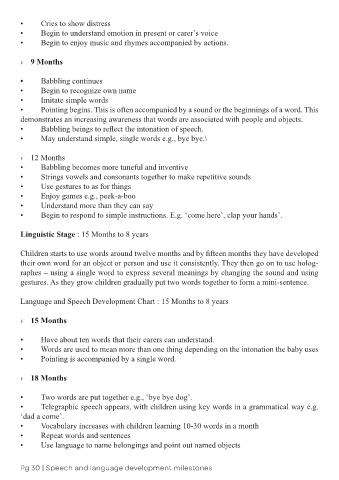 • Cries to show distress
• Begin to understand emotion in present or carer's voice
• Begin to enjoy music and rhymes accompanied by actions.
› 9 Months
• Babbling continues
• Begin to recognize own name
• Imitate simple words
• Pointing begins. This is often accompanied by a sound or the beginnings of a word. This
demonstrates an increasing awareness that words are associated with people and objects.
• Babbling beings to reflect the intonation of speech.
• May understand simple, single words e.g., bye bye.\
› 12 Months
• Babbling becomes more tuneful and inventive
• Strings vowels and consonants together to make repetitive sounds
• Use gestures to as for things
• Enjoy games e.g., peek-a-boo
• Understand more than they can say
• Begin to respond to simple instructions. E.g. 'come here', clap your hands'.
Linguistic Stage : 15 Months to 8 years
Children starts to use words around twelve months and by fifteen months they have developed
their own word for an object or person and use it consistently. They then go on to use holog-
raphes – using a single word to express several meanings by changing the sound and using
gestures. As they grow children gradually put two words together to form a mini-sentence.
Language and Speech Development Chart : 15 Months to 8 years
› 15 Months
• Have about ten words that their carers can understand.
• Words are used to mean more than one thing depending on the intonation the baby uses
• Pointing is accompanied by a single word.
› 18 Months
• Two words are put together e.g., 'bye bye dog'.
• Telegraphic speech appears, with children using key words in a grammatical way e.g.
'dad a come'.
• Vocabulary increases with children learning 10-30 words in a month
• Repeat words and sentences
• Use language to name belongings and point out named objects
Pg 30 | Speech and language development milestones